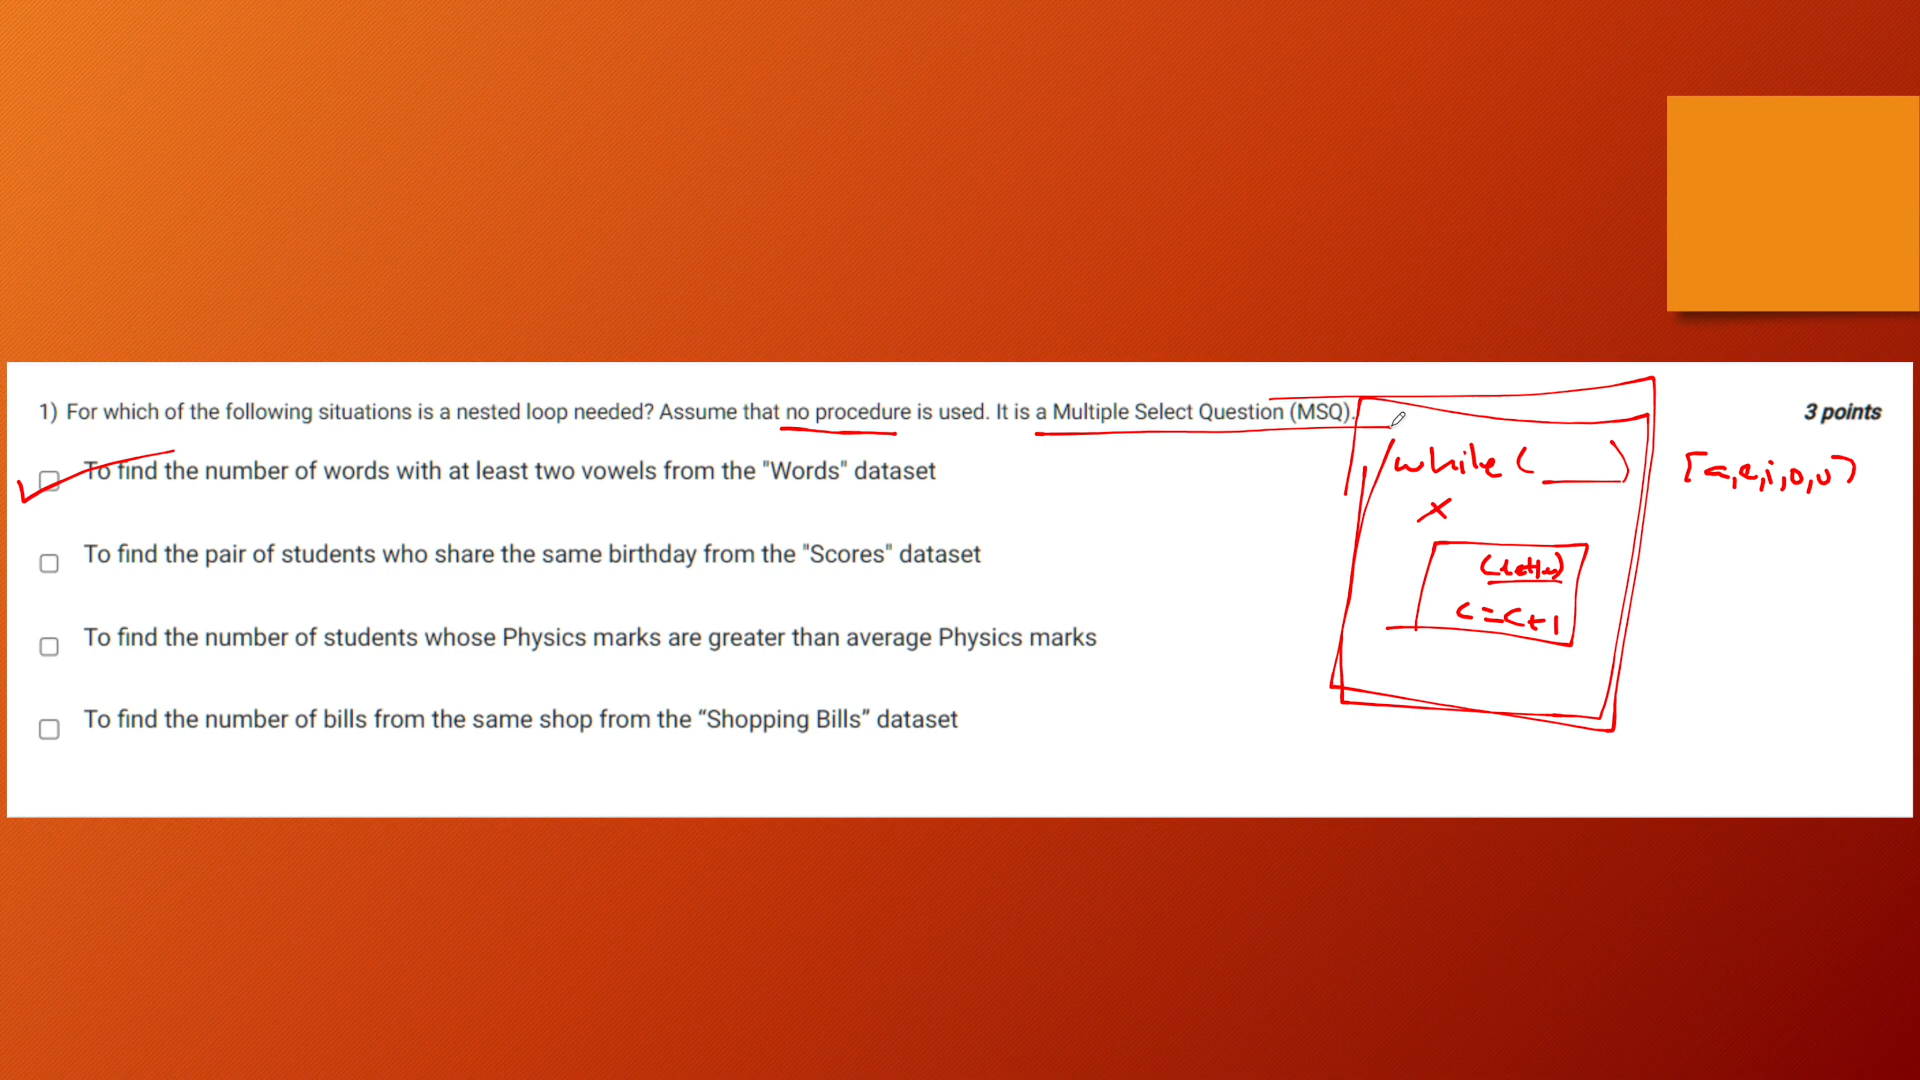 1) For which of the following situations is a nested loop needed? Assume that no procedure is used. It is a Multiple Select Question (MSQ).
3 points
To find the number of words with at least two vowels from the "Words" dataset
To find the pair of students who share the same birthday from the "Scores" dataset
To find the number of students whose Physics marks are greater than average Physics marks
To find the number of bills from the same shop from the “Shopping Bills” dataset
while ( ___ )
[a,e,i,o,u]
x
c=c+1